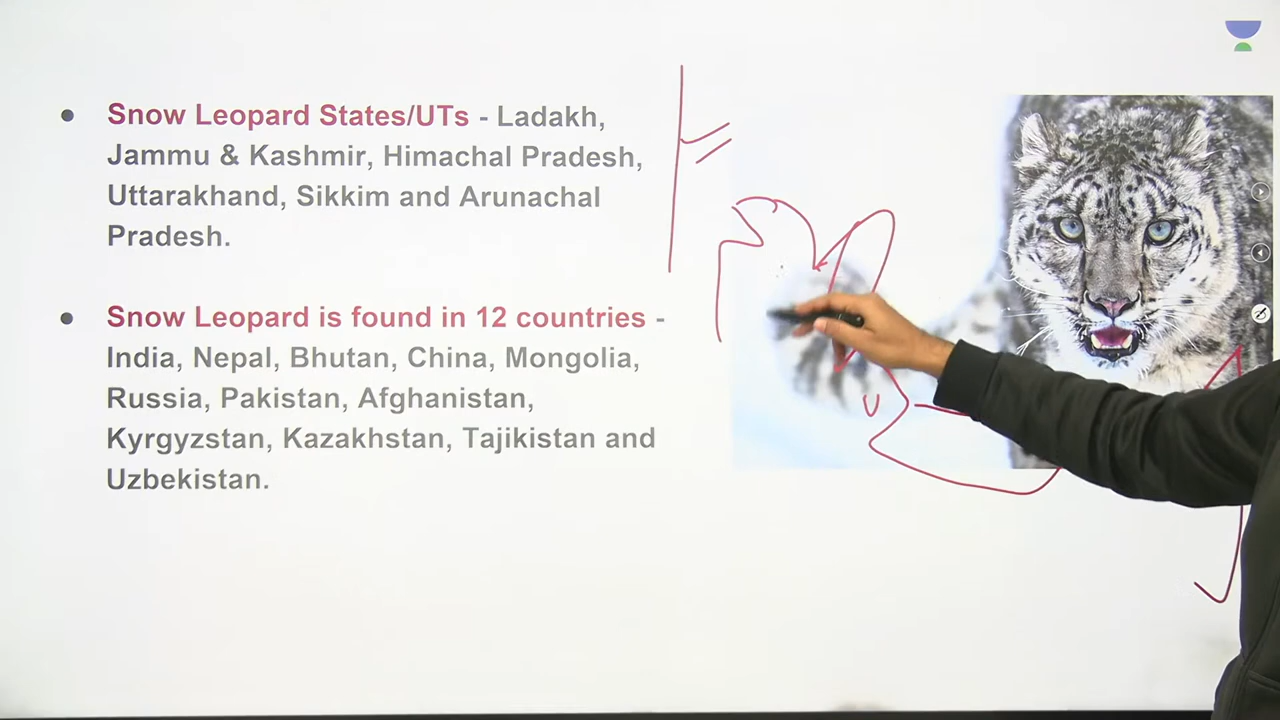 ● Snow Leopard States/UTs - Ladakh,
Jammu & Kashmir, Himachal Pradesh,
Uttarakhand, Sikkim and Arunachal
Pradesh.
● Snow Leopard is found in 12 countries -
India, Nepal, Bhutan, China, Mongolia,
Russia, Pakistan, Afghanistan,
Kyrgyzstan, Kazakhstan, Tajikistan and
Uzbekistan.